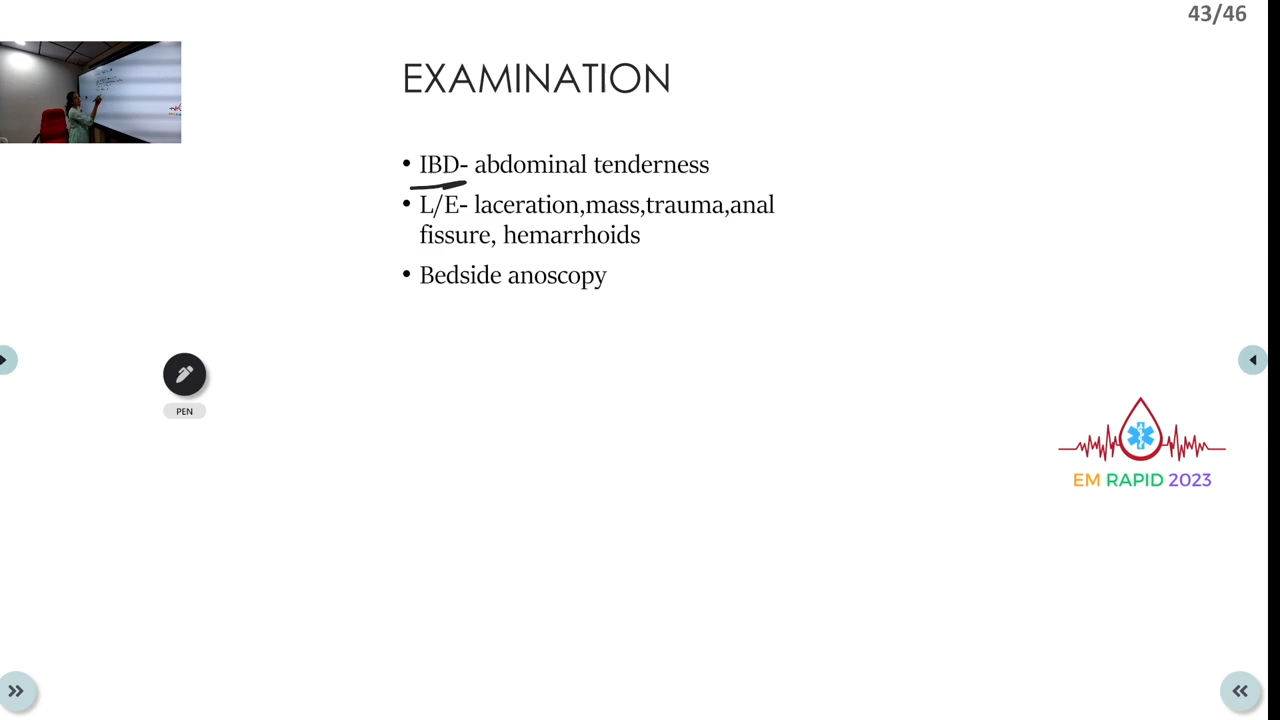 43/46
EXAMINATION
• IBD- abdominal tenderness
• L/E- laceration,mass,trauma,anal
fissure, hemarrhoids
• Bedside anoscopy
PEN
EM RAPID 2023